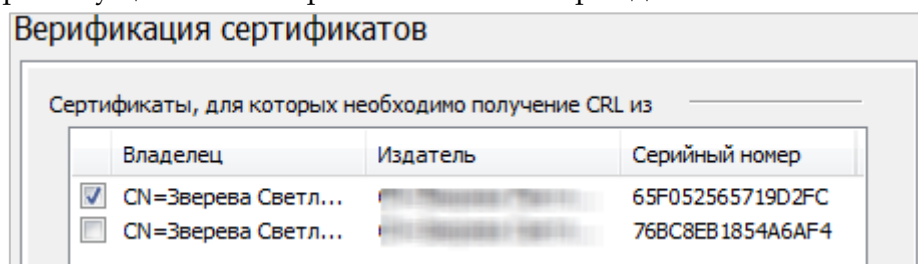 Верификация сертификатов
Сертификаты, для которых необходимо получение CRL из
Владелец Издатель Серийный номер
CN=Зверева Светл... 65F052565719D2FC
CN=Зверева Светл... 76BC8EB1854A6AF4